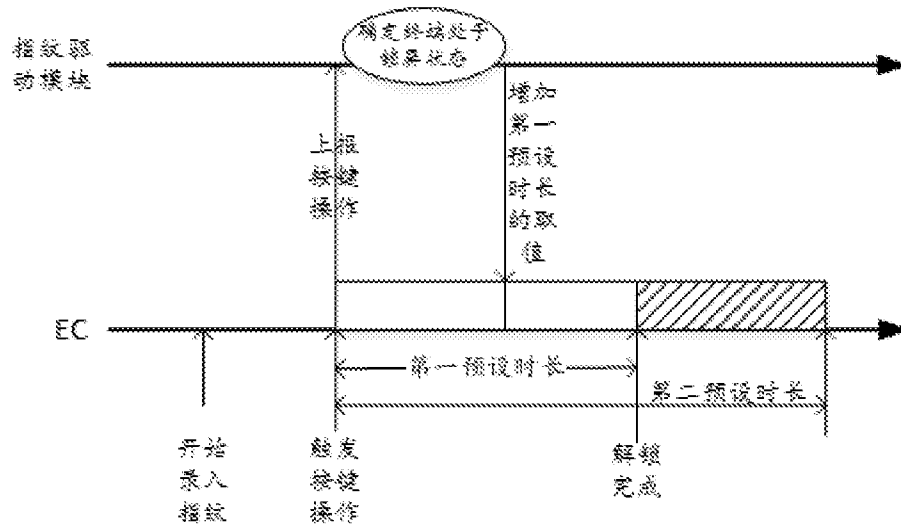 确定终端处于
锁屏状态
指纹驱
动模块
上报
按键
操作
增加
第一
预设
时长
的取
值
EC
第一预设时长
第二预设时长
开始
录入
指纹
触发
按键
操作
解锁
完成